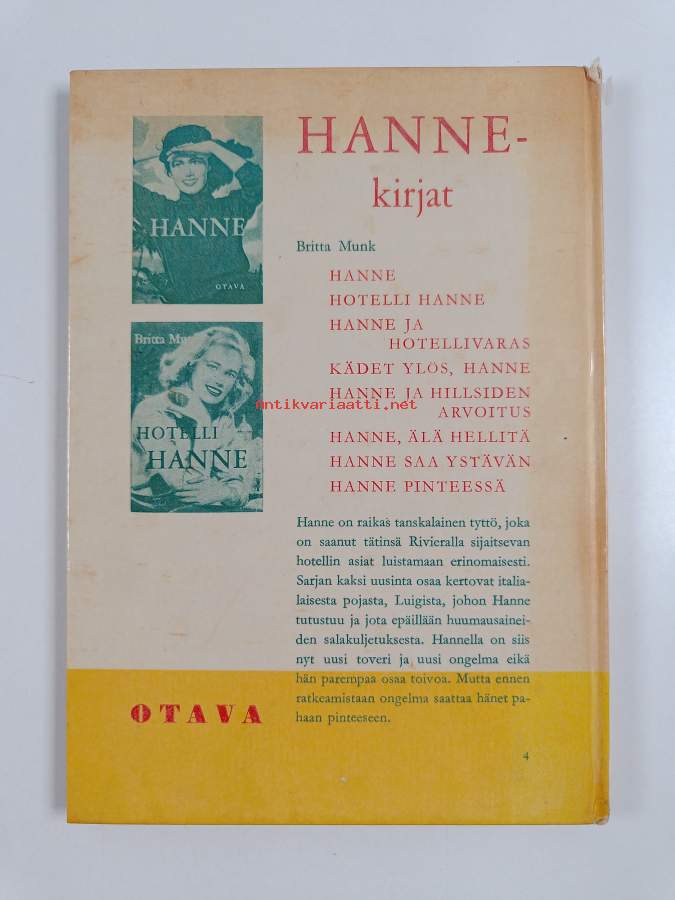 HANNE-
kirjat
HANNE
OTAVA
Britta Mu
HOTELLI
HANNE
Britta Munk
HANNE
HOTELLI HANNE
HANNE JA
HOTELLIVARAS
KÄDET YLÖS, HANNE
HANNE JA HILLSIDEN
ARVOITUS
HANNE, ÄLÄ HELLITÄ
HANNE SAA YSTÄVÄN
HANNE PINTEESSÄ
antikvariaatti.net
Hanne on raikas tanskalainen tyttö, joka
on saanut tätinsä Rivieralla sijaitsevan
hotellin asiat luistamaan erinomaisesti.
Sarjan kaksi uusinta osaa kertovat italia-
laisesta pojasta, Luigista, johon Hanne
tutustuu ja jota epäillään huumausainei-
den salakuljetuksesta. Hannella on siis
nyt uusi toveri ja uusi ongelma eikä
hän parempaa osaa toivoa. Mutta ennen
ratkeamistaan ongelma saattaa hänet pa-
haan pinteeseen.
OTAVA
4